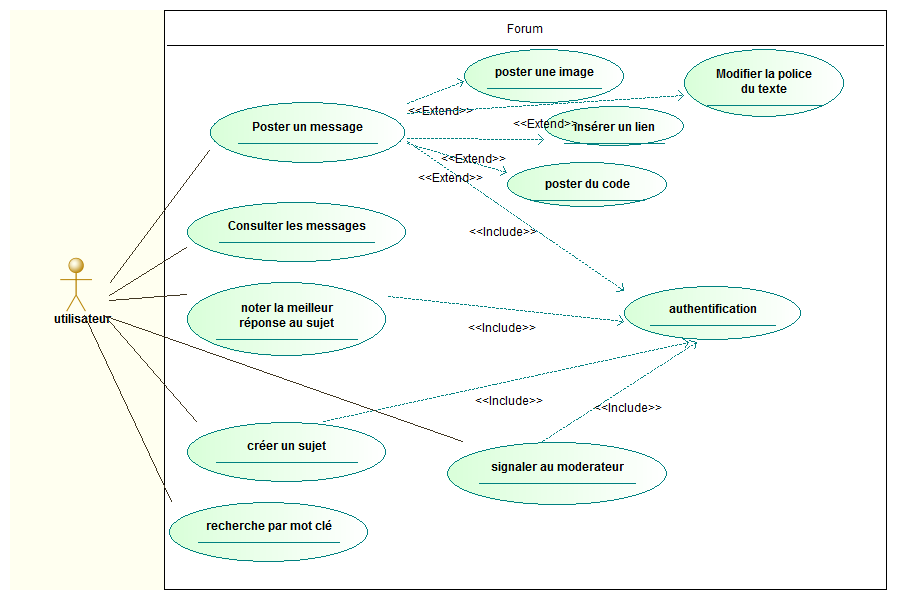 Forum
poster une image
Modifier la police
du texte
<<Extend>>
Poster un message
<<Extend>>
insérer un lien
<<Extend>>
<<Extend>>
poster du code
Consulter les messages
<<Include>>
utilisateur
noter la meilleur
réponse au sujet
authentification
<<Include>>
<<Include>>
<<Include>>
créer un sujet
signaler au moderateur
recherche par mot clé